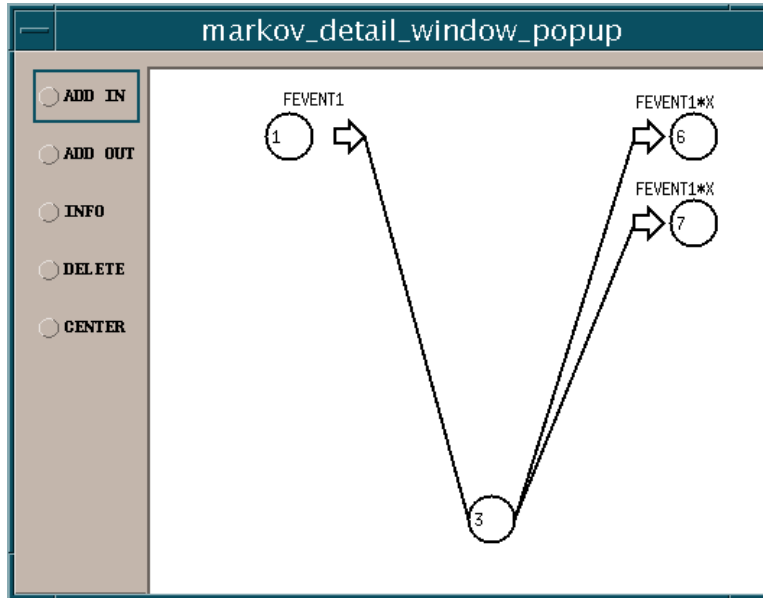 markov_detail_window_popup
ADD IN
ADD OUT
INFO
DELETE
CENTER
FEVENT1
1
FEVENT1*X
6
FEVENT1*X
7
3